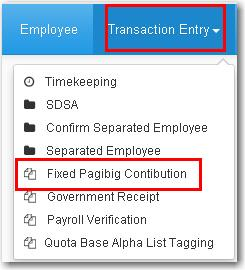 Employee
Transaction Entry
Timekeeping
SDSA
Confirm Separated Employee
Separated Employee
Fixed Pagibig Contibution
Government Receipt
Payroll Verification
Quota Base Alpha List Tagging